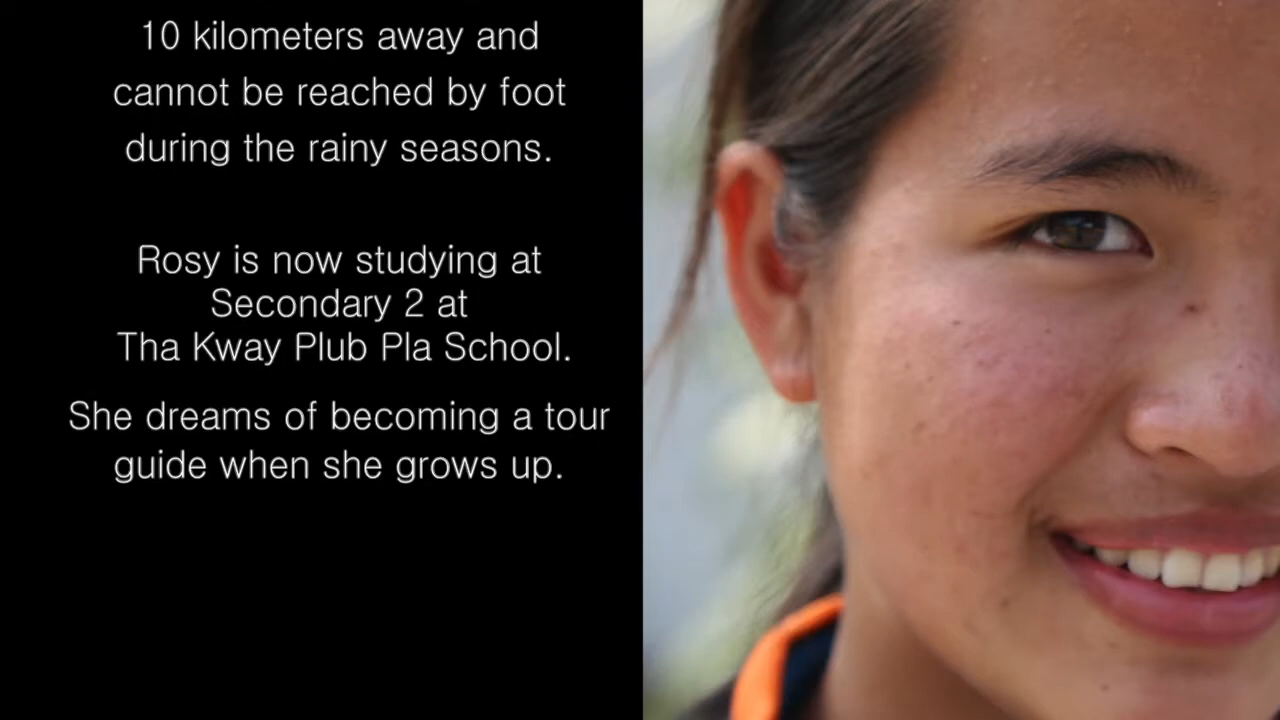 10 kilometers away and
cannot be reached by foot
during the rainy seasons.
Rosy is now studying at
Secondary 2 at
Tha Kway Plub Pla School.
She dreams of becoming a tour
guide when she grows up.